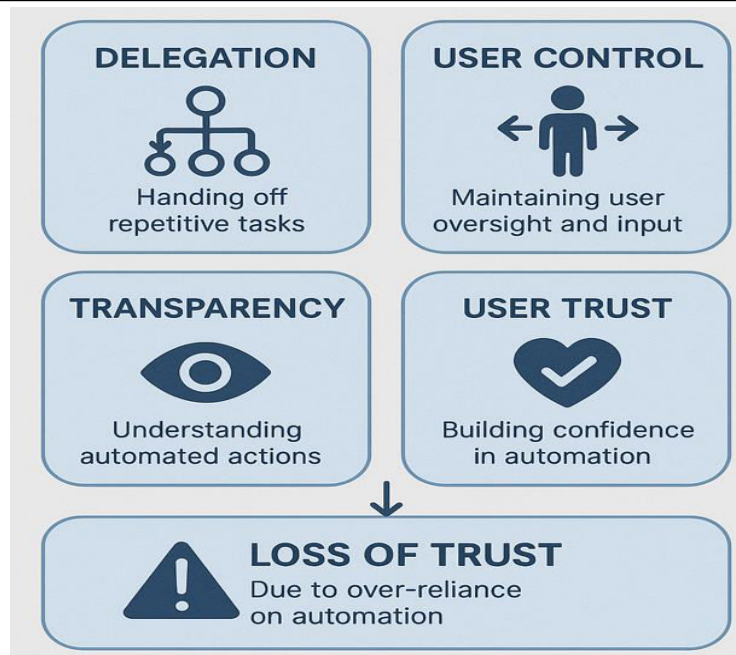 DELEGATION
Handing off
repetitive tasks
USER CONTROL
Maintaining user
oversight and input
TRANSPARENCY
Understanding
automated actions
USER TRUST
Building confidence
in automation
LOSS OF TRUST
Due to over-reliance
on automation